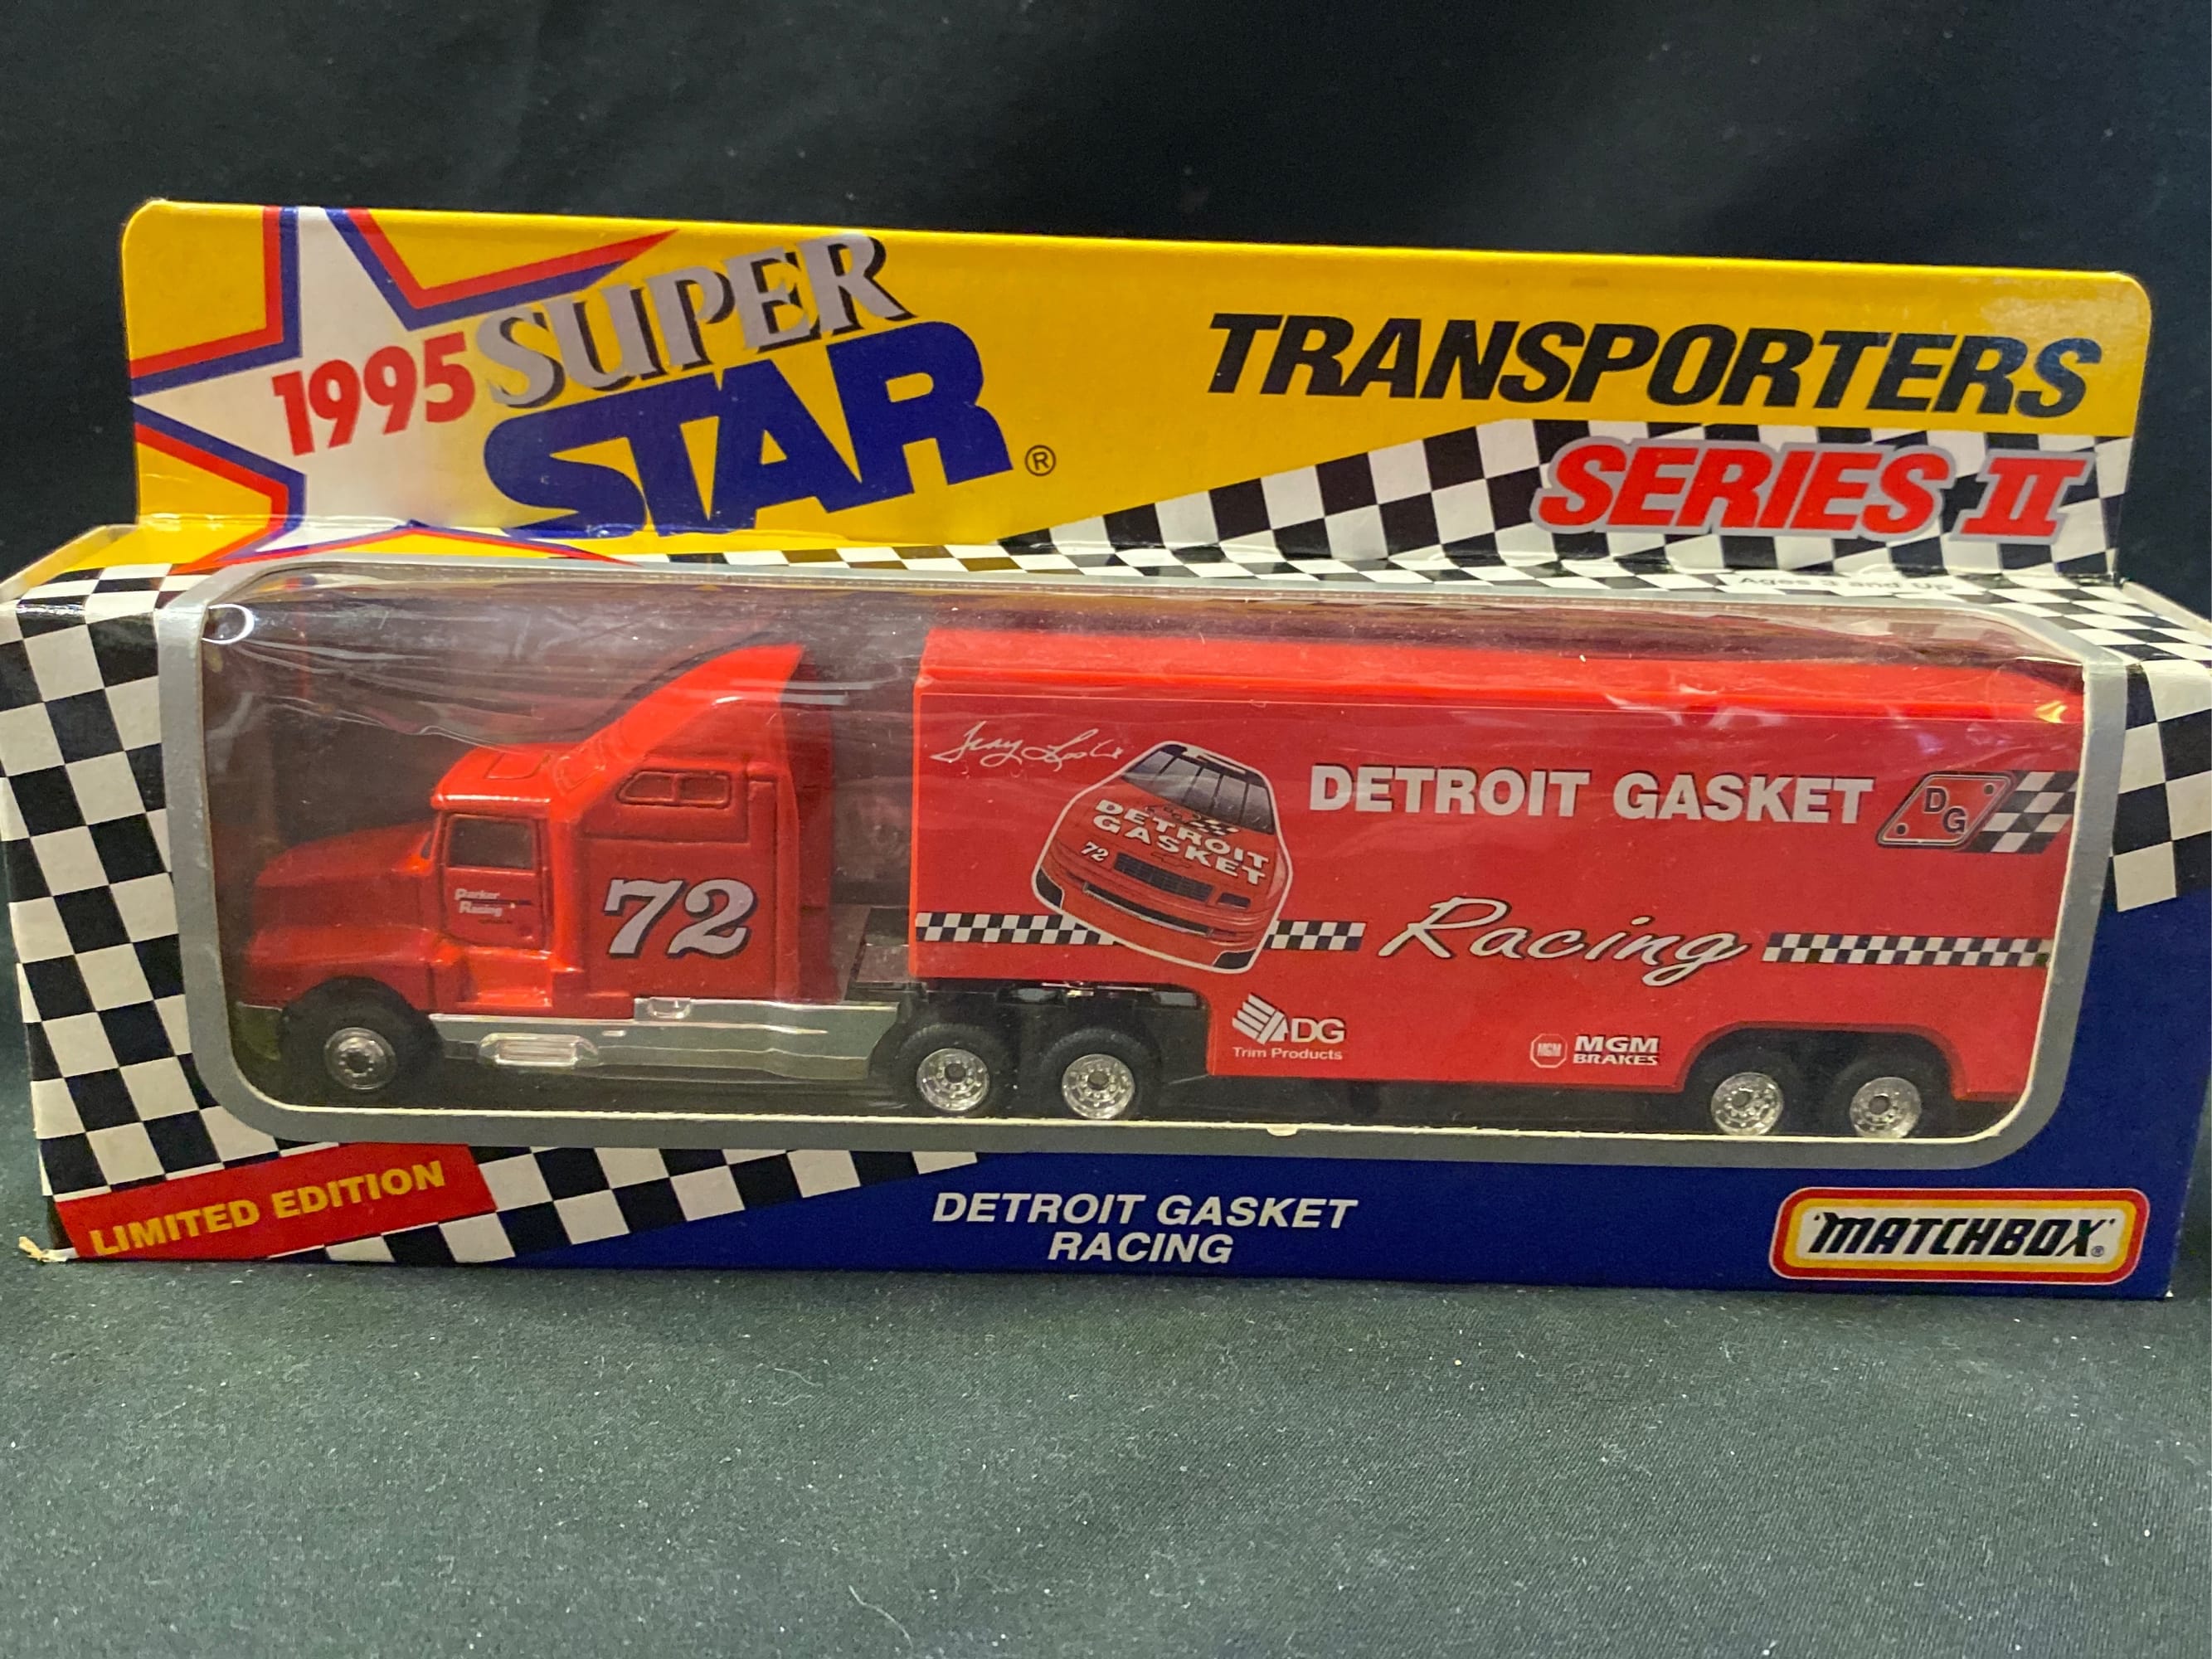 1995 SUPER
STAR ®
TRANSPORTERS
SERIES II
Ages 3 and Up
DETROIT GASKET
DG
DETROIT
GASKET
72
Parker
Racing
72
Racing
DG
Trim Products
MGM
MGM
BRAKES
LIMITED EDITION
DETROIT GASKET
RACING
"MATCHBOX"®